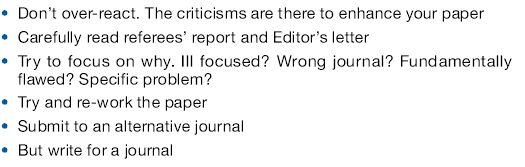 • Don't over-react. The criticisms are there to enhance your paper
• Carefully read referees' report and Editor's letter
• Try to focus on why. Ill focused? Wrong journal? Fundamentally
flawed? Specific problem?
• Try and re-work the paper
• Submit to an alternative journal
• But write for a journal